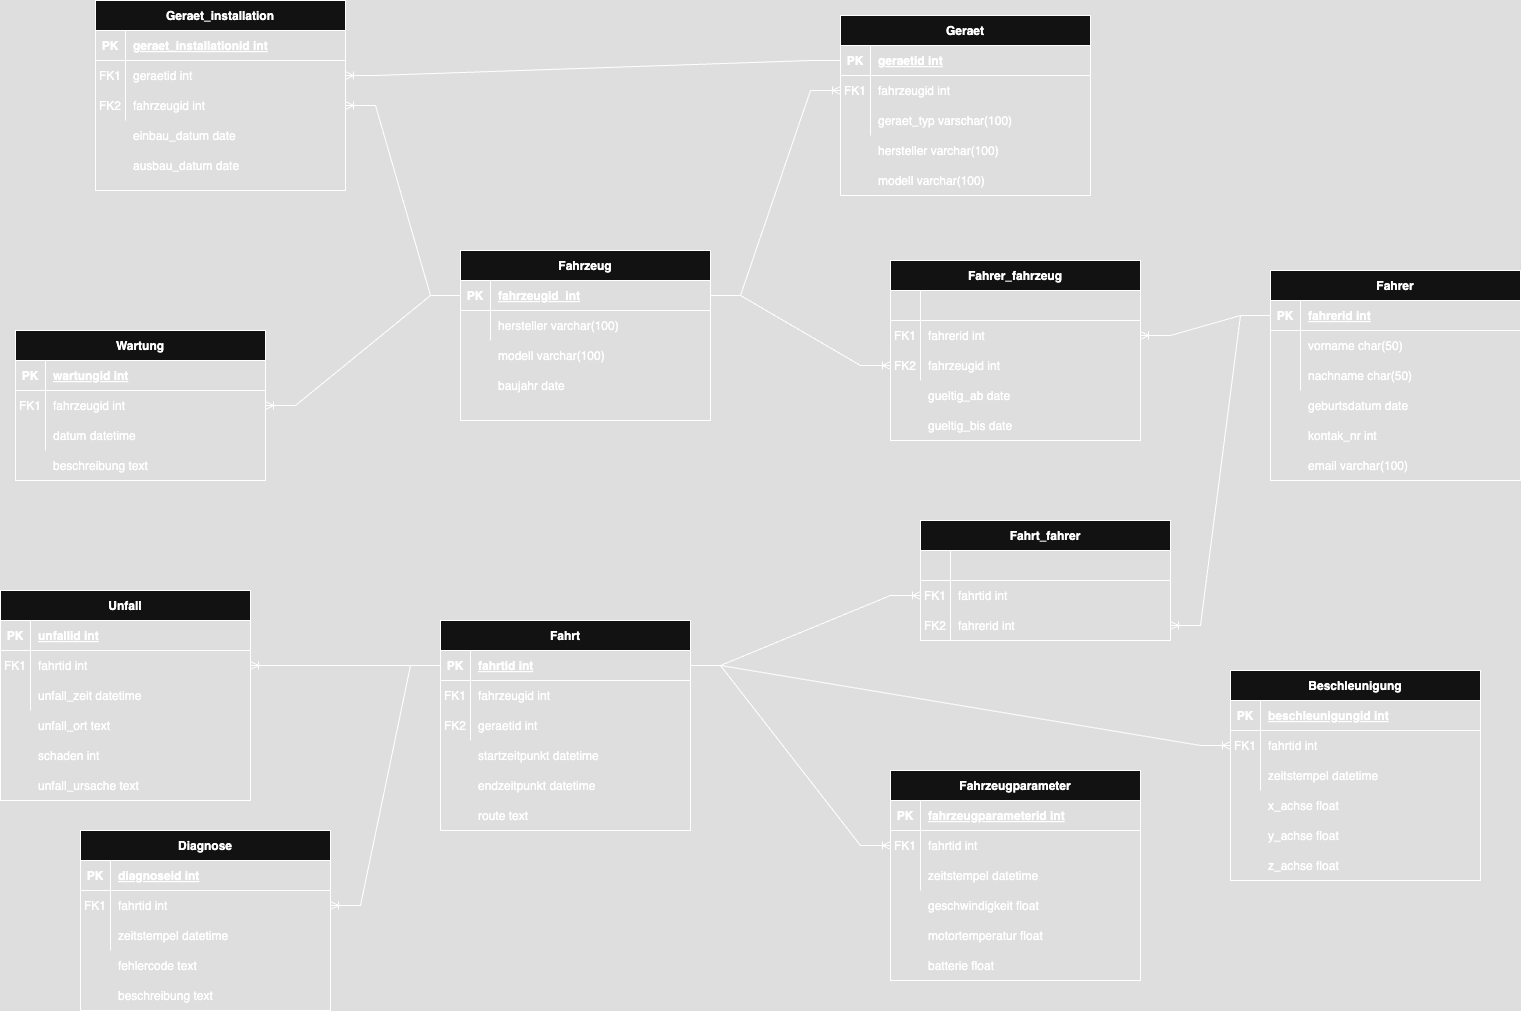 Geraet_installation
PK geraet_installationid int
FK1 geraetid int
FK2 fahrzeugid int
einbau_datum date
ausbau_datum date
Geraet
PK geraetid int
FK1 fahrzeugid int
geraet_typ varschar(100)
hersteller varchar(100)
modell varchar(100)
Fahrzeug
PK fahrzeugid int
hersteller varchar(100)
modell varchar(100)
baujahr date
Fahrer_fahrzeug
FK1 fahrerid int
FK2 fahrzeugid int
gueltig_ab date
gueltig_bis date
Fahrer
PK fahrerid int
vorname char(50)
nachname char(50)
geburtsdatum date
kontak_nr int
email varchar(100)
Wartung
PK wartungid int
FK1 fahrzeugid int
datum datetime
beschreibung text
Fahrt_fahrer
FK1 fahrtid int
FK2 fahrerid int
Unfall
PK unfallid int
FK1 fahrtid int
unfall_zeit datetime
unfall_ort text
schaden int
unfall_ursache text
Fahrt
PK fahrtid int
FK1 fahrzeugid int
FK2 geraetid int
startzeitpunkt datetime
endzeitpunkt datetime
route text
Beschleunigung
PK beschleunigungid int
FK1 fahrtid int
zeitstempel datetime
x_achse float
y_achse float
z_achse float
Fahrzeugparameter
PK fahrzeugparameterid int
FK1 fahrtid int
zeitstempel datetime
geschwindigkeit float
motortemperatur float
batterie float
Diagnose
PK diagnoseid int
FK1 fahrtid int
zeitstempel datetime
fehlercode text
beschreibung text